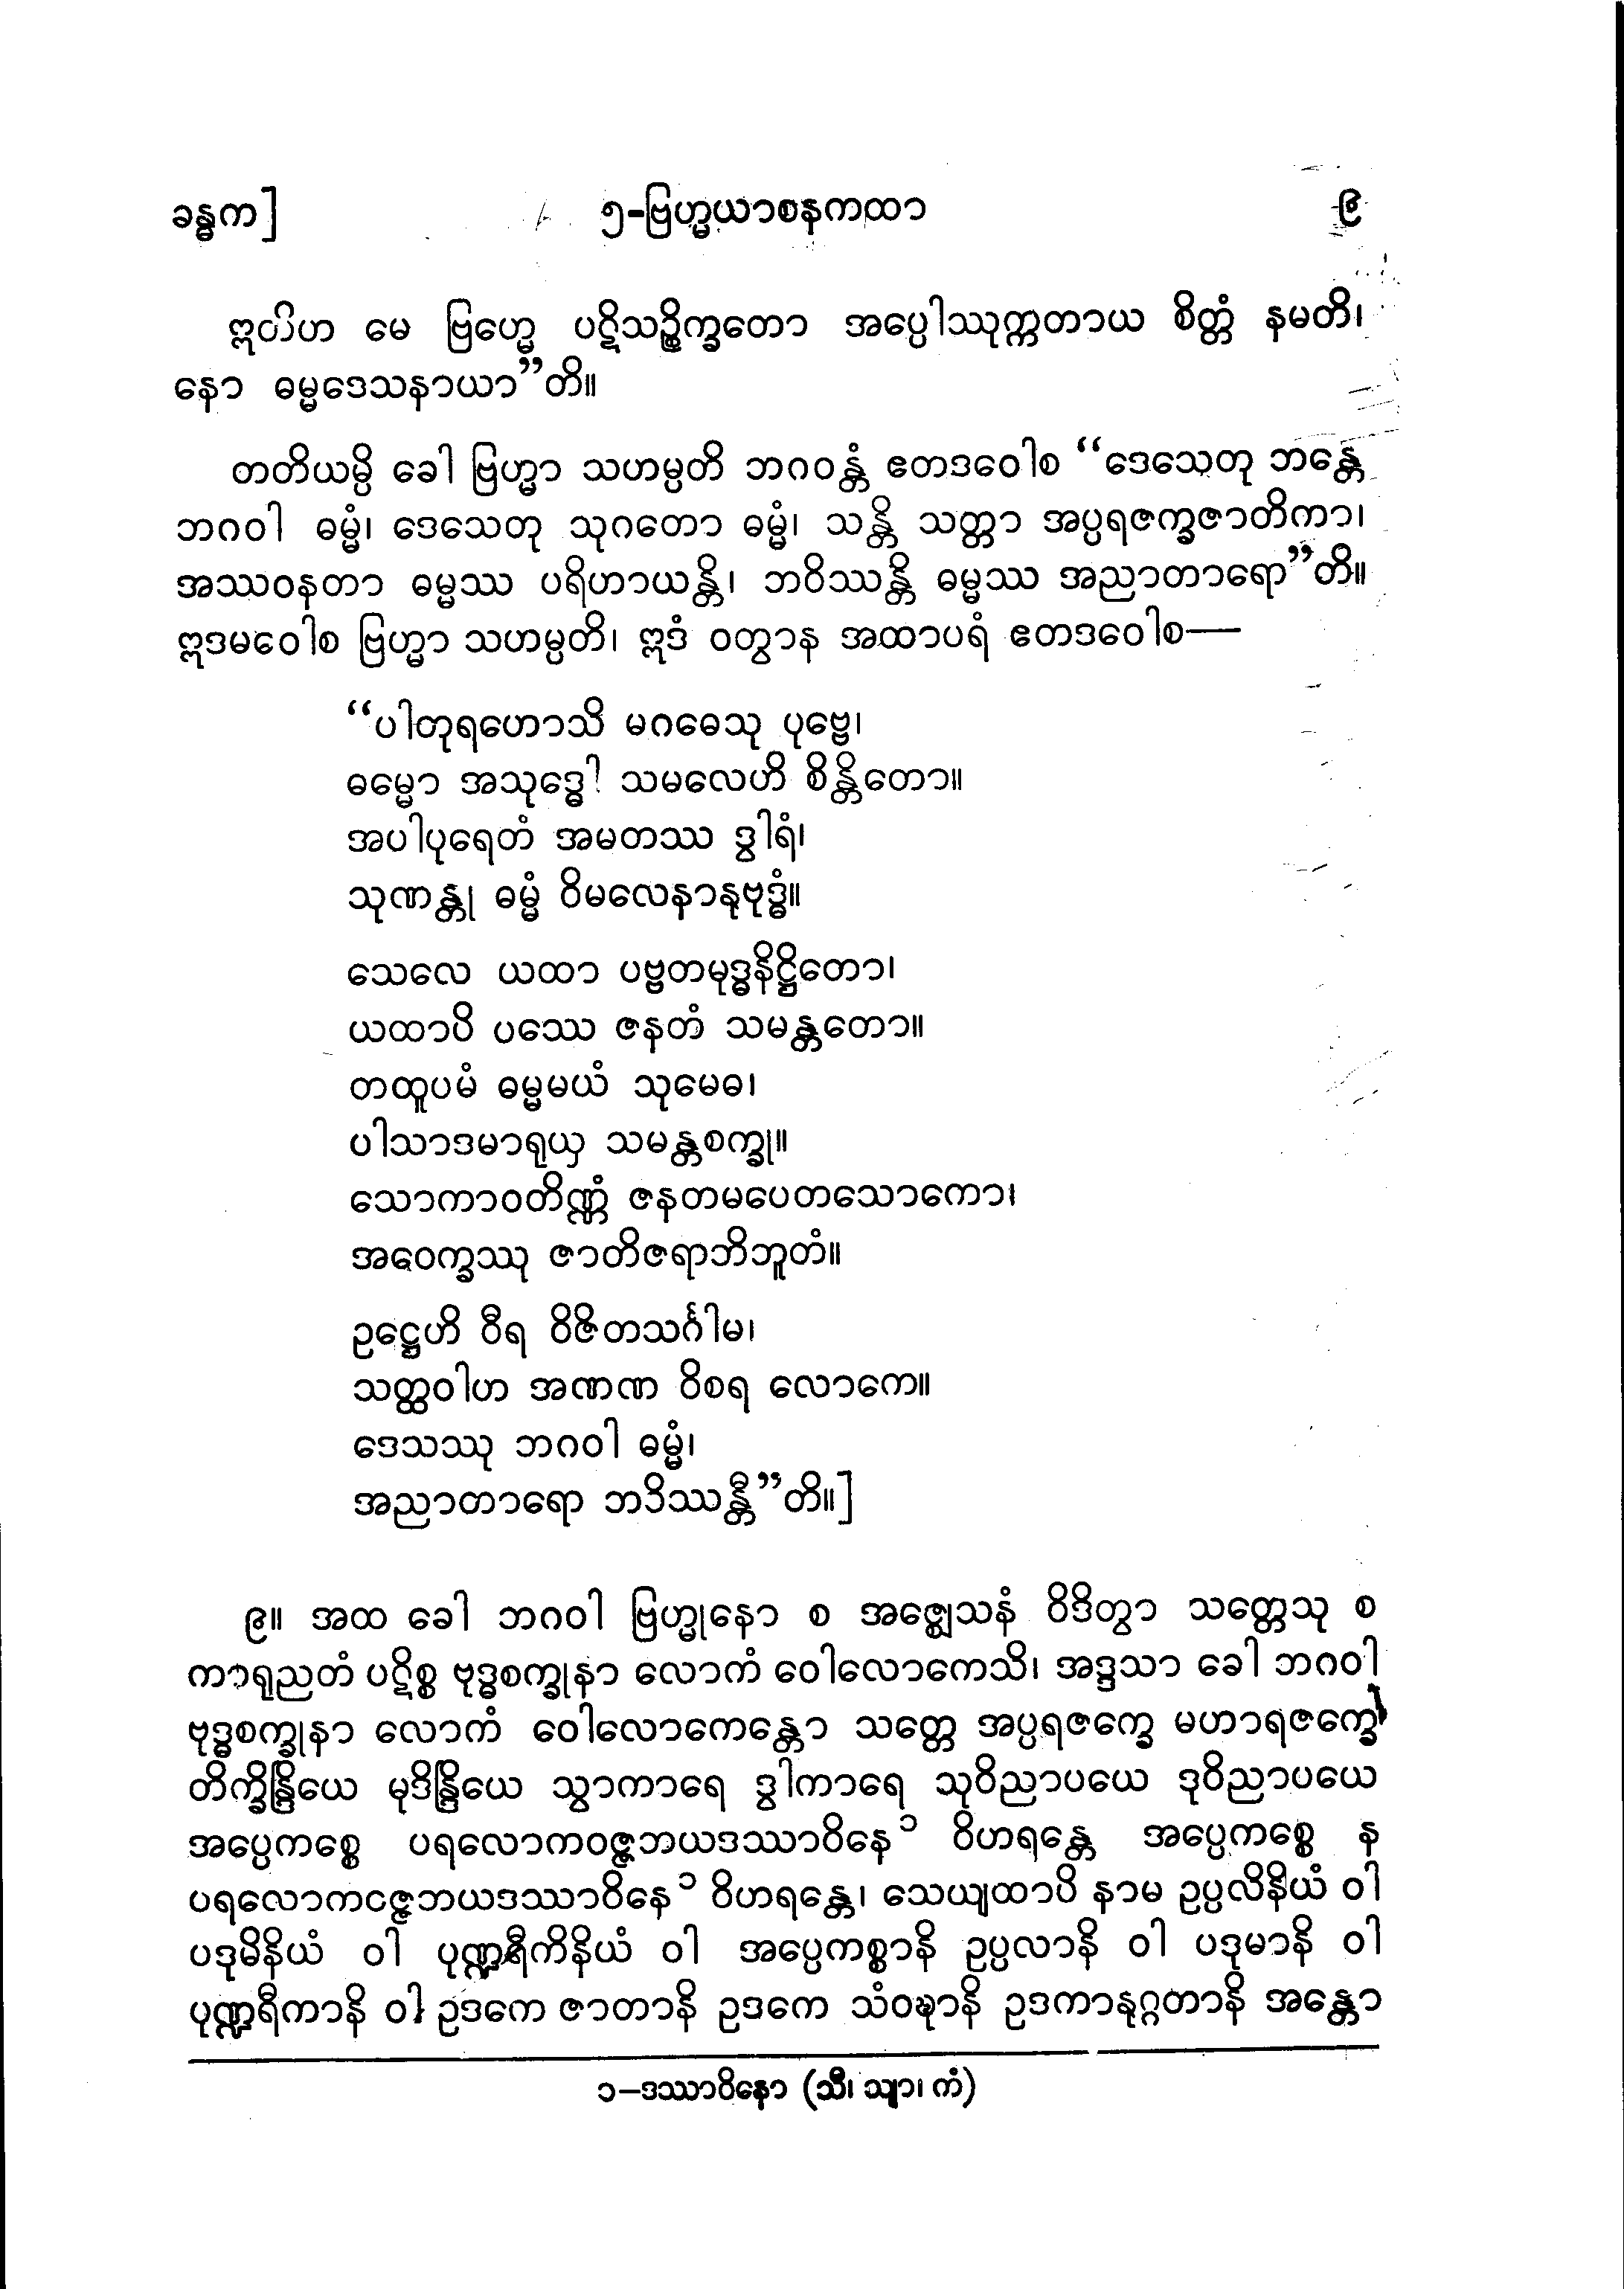 ခန္ဓက]
၅-ဗြဟ္မယာစနကထာ
၉
ဣတိဟ မေ ဗြဟ္မေ ပဋိသဉ္စိက္ခတော အပ္ပေါဿုက္ကတာယ စိတ္တံ နမတိ၊
နော ဓမ္မဒေသနာယာ”တိ။
တတိယမ္ပိ ခေါ ဗြဟ္မာ သဟမ္ပတိ ဘဂဝန္တံ ဧတဒဝေါစ “ဒေသေတု ဘန္တေ
ဘဂဝါ ဓမ္မံ၊ ဒေသေတု သုဂတော ဓမ္မံ၊ သန္တိ သတ္တာ အပ္ပရဇက္ခဇာတိကာ၊
အဿဝနတာ ဓမ္မဿ ပရိဟာယန္တိ၊ ဘဝိဿန္တိ ဓမ္မဿ အညာတာရော”တိ။
ဣဒမဝေါစ ဗြဟ္မာ သဟမ္ပတိ၊ ဣဒံ ဝတွာန အထာပရံ ဧတဒဝေါစ—
“ပါတုရဟောသိ မဂဓေသု ပုဗ္ဗေ၊
ဓမ္မော အသုဒ္ဓေါ သမလေဟိ စိန္တိတော။
အပါပုရေတံ အမတဿ ဒွါရံ၊
သုဏန္တု ဓမ္မံ ဝိမလေနာနုဗုဒ္ဓံ။
သေလေ ယထာ ပဗ္ဗတမုဒ္ဓနိဋ္ဌိတော၊
ယထာပိ ပဿေ ဇနတံ သမန္တတော။
တထူပမံ ဓမ္မမယံ သုမေဓ၊
ပါသာဒမာရုယှ သမန္တစက္ခု။
သောကာဝတိဏ္ဏံ ဇနတမပေတသောကော၊
အဝေက္ခဿု ဇာတိဇရာဘိဘူတံ။
ဥဋ္ဌေဟိ ဝီရ ဝိဇိတသင်္ဂါမ၊
သတ္ထဝါဟ အဏဏ ဝိစရ လောကေ။
ဒေသဿု ဘဂဝါ ဓမ္မံ၊
အညာတာရော ဘဝိဿန္တီ”တိ။]
၉။ အထ ခေါ ဘဂဝါ ဗြဟ္မုနော စ အဇ္ဈေသနံ ဝိဒိတွာ သတ္တေသု စ
ကာရုညတံ ပဋိစ္စ ဗုဒ္ဓစက္ခုနာ လောကံ ဝေါလောကေသိ၊ အဒ္ဒသာ ခေါ ဘဂဝါ
ဗုဒ္ဓစက္ခုနာ လောကံ ဝေါလောကေန္တော သတ္တေ အပ္ပရဇက္ခေ မဟာရဇက္ခေ
တိက္ခိန္ဒြိယေ မုဒိန္ဒြိယေ သွာကာရေ ဒွါကာရေ သုဝိညာပယေ ဒုဝိညာပယေ
အပ္ပေကစ္စေ ပရလောကဝဇ္ဇဘယဒဿာဝိနေ ၁ ဝိဟရန္တေ အပ္ပေကစ္စေ န
ပရလောကဝဇ္ဇဘယဒဿာဝိနေ ၁ ဝိဟရန္တေ၊ သေယျထာပိ နာမ ဥပ္ပလိနိယံ ဝါ
ပဒုမိနိယံ ဝါ ပုဏ္ဍရီကိနိယံ ဝါ အပ္ပေကစ္စာနိ ဥပ္ပလာနိ ဝါ ပဒုမာနိ ဝါ
ပုဏ္ဍရီကာနိ ဝါ ဥဒကေ ဇာတာနိ ဥဒကေ သံဝဍ္ဎာနိ ဥဒကာနုဂ္ဂတာနိ အန္တော
၁-ဒဿာဝိနော (သီ၊ သျာ၊ ကံ)